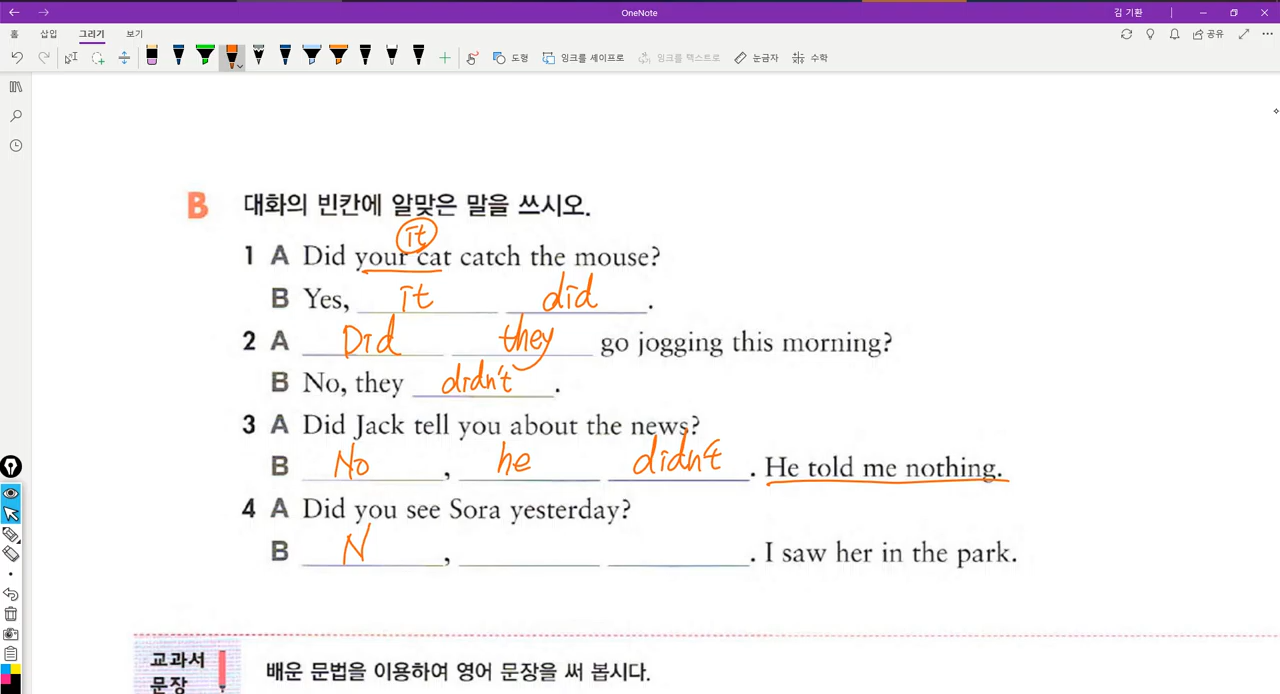 OneNote
김 기환
홈 삽입 그리기 보기
공유
도형 잉크를 셰이프로 잉크를 텍스트로 눈금자 수학
B 대화의 빈칸에 알맞은 말을 쓰시오.
it
1 A Did your cat catch the mouse?
B Yes, it did .
2 A Did they go jogging this morning?
B No, they didn't .
3 A Did Jack tell you about the news?
B No , he didn't . He told me nothing.
4 A Did you see Sora yesterday?
B N , . I saw her in the park.
교과서
문장
배운 문법을 이용하여 영어 문장을 써 봅시다.